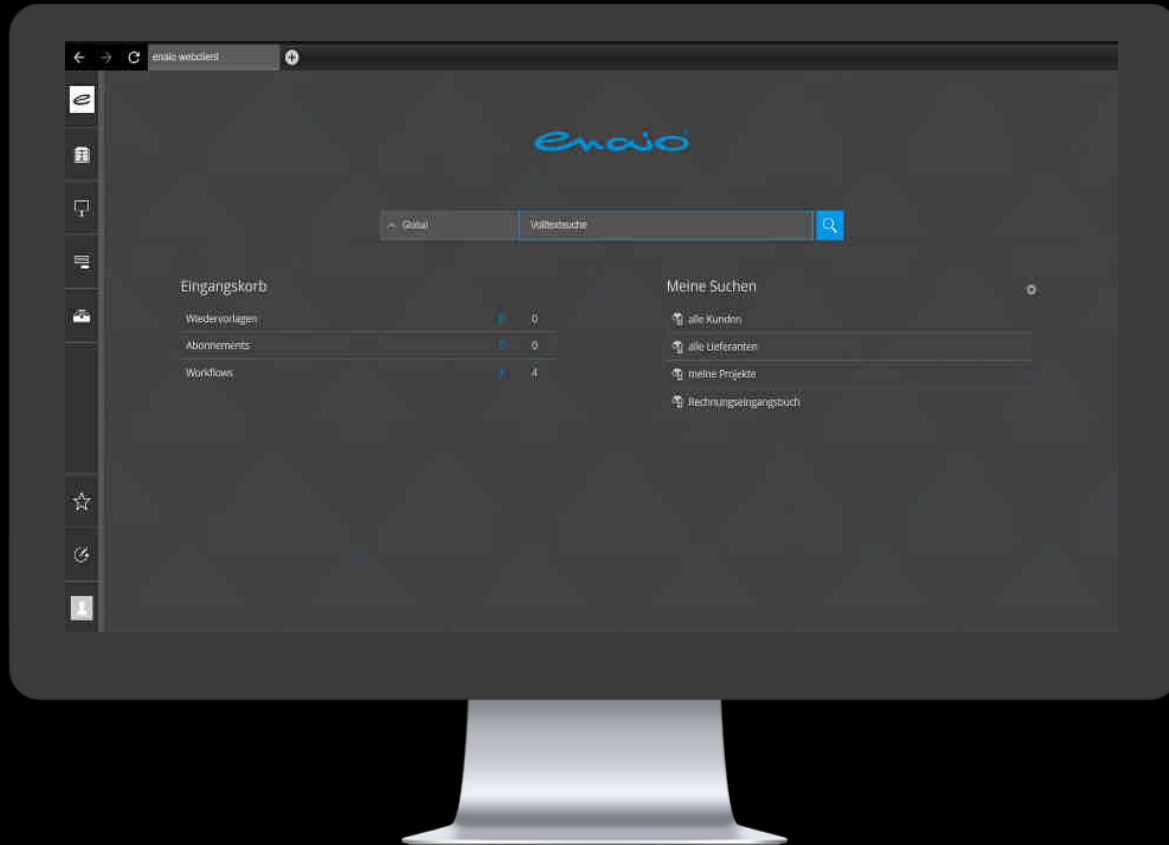 enaio webclient
enaio
Global
Volltextsuche
Eingangskorb
Wiedervorlagen 0
Abonnements 0
Workflows 4
Meine Suchen
alle Kunden
alle Lieferanten
meine Projekte
Rechnungseingangsbuch